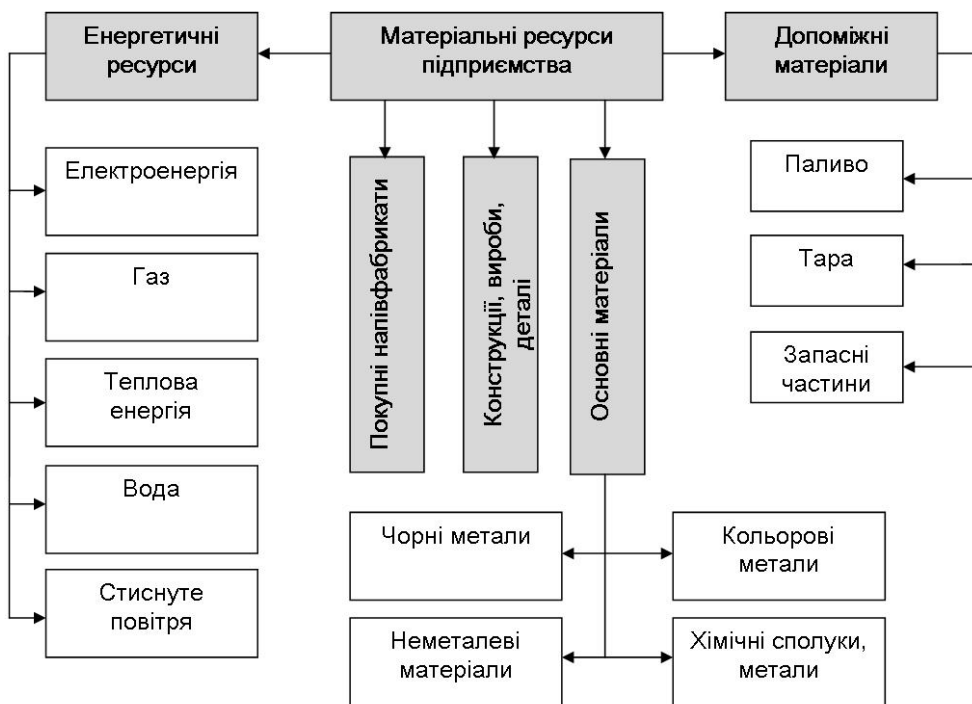 Енергетичні
ресурси
Матеріальні ресурси
підприємства
Допоміжні
матеріали
Електроенергія
Газ
Теплова
енергія
Вода
Стиснуте
повітря
Покупні напівфабрикати
Конструкції, вироби,
деталі
Основні матеріали
Паливо
Тара
Запасні
частини
Чорні метали
Кольорові
метали
Неметалеві
матеріали
Хімічні сполуки,
метали